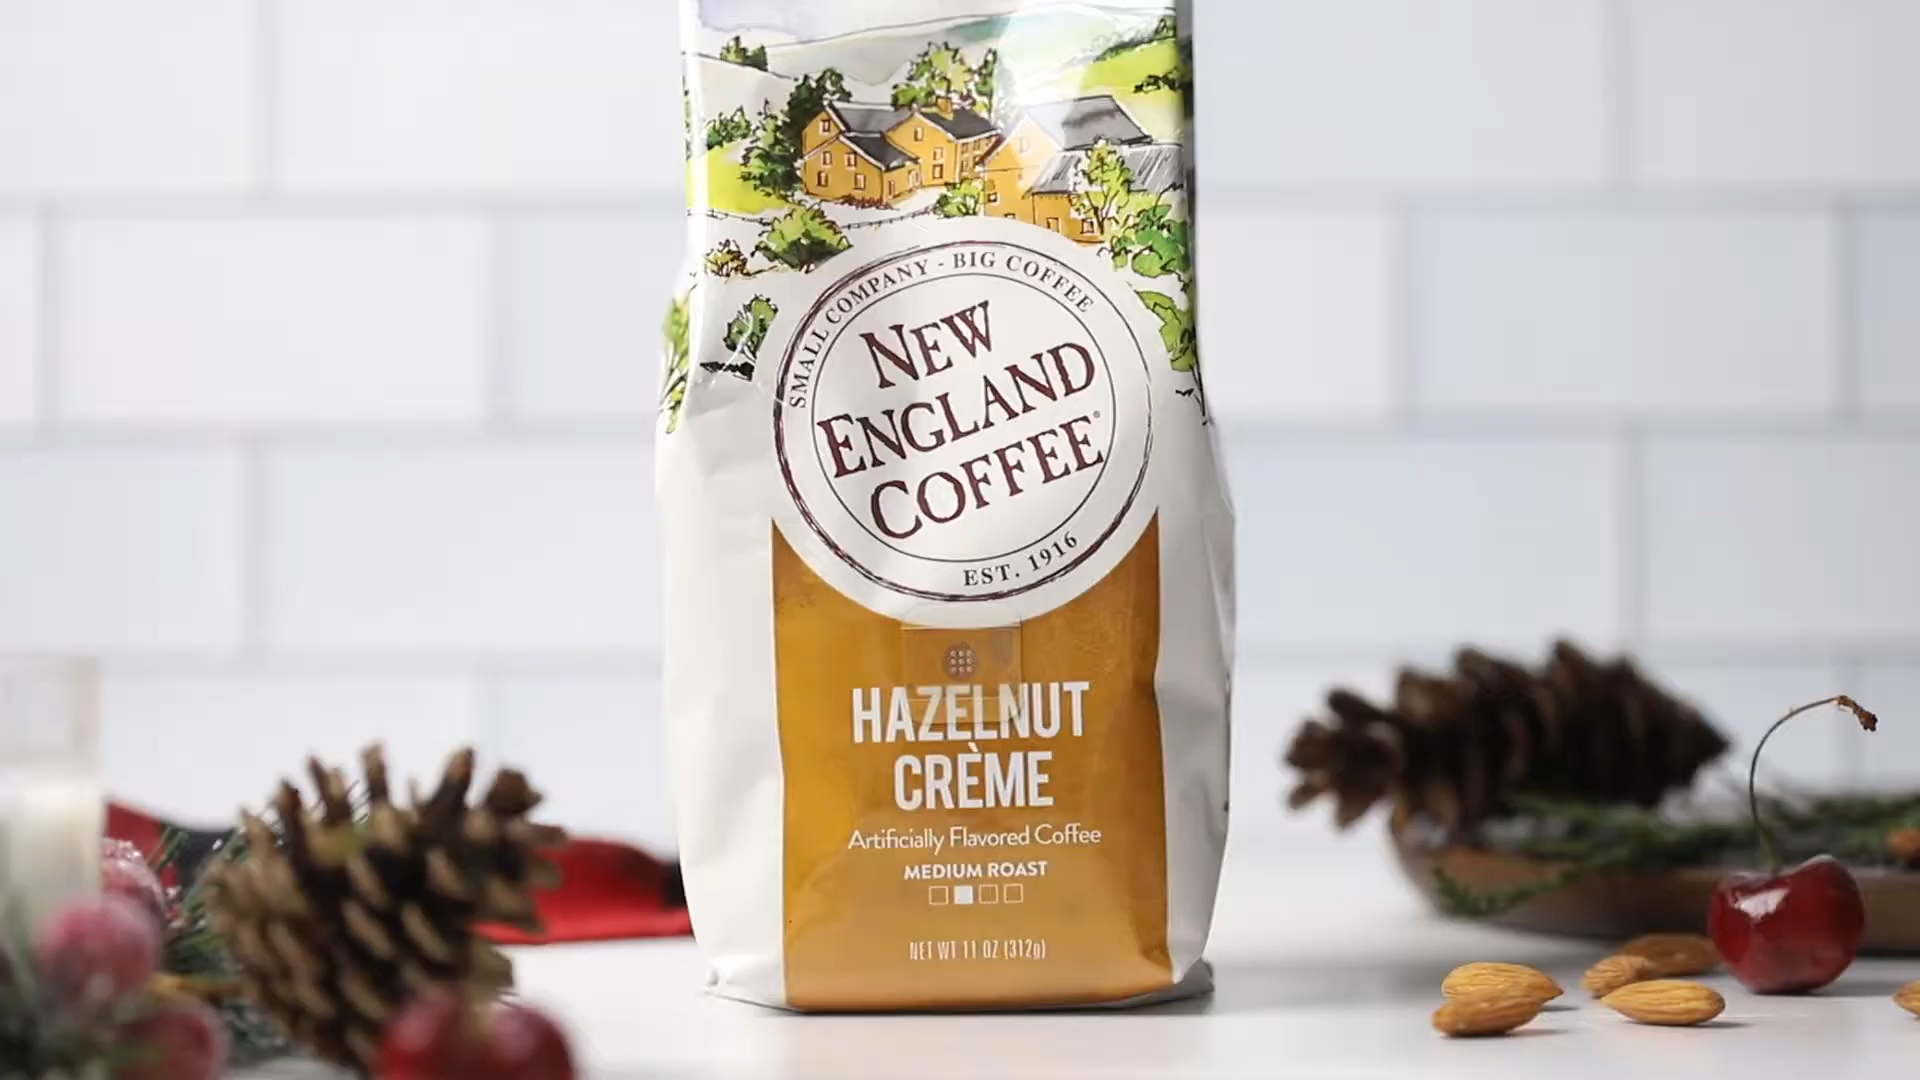 SMALL COMPANY - BIG COFFEE
NEW
ENGLAND
COFFEE®
EST. 1916
HAZELNUT
CRÈME
Artificially Flavored Coffee
MEDIUM ROAST
NET WT 11 OZ (312g)